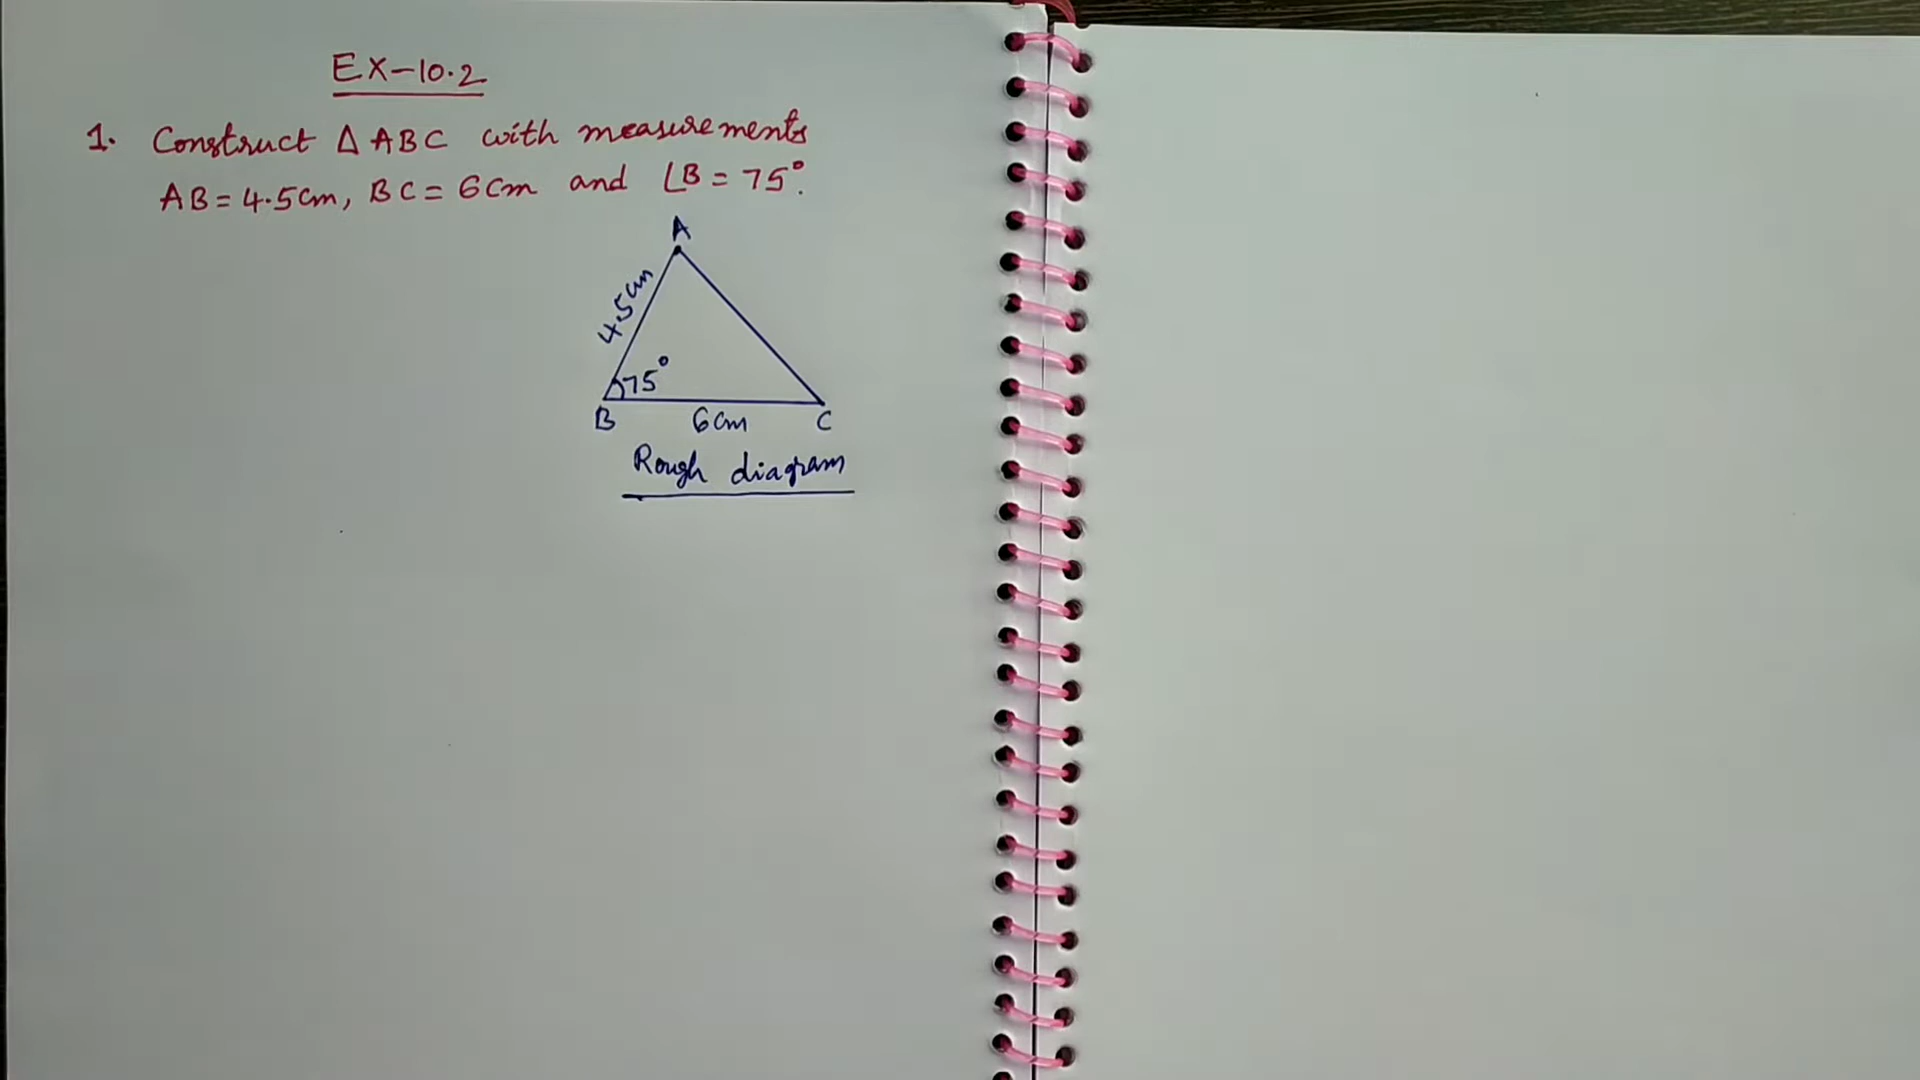 EX-10.2
1. Construct Δ ABC with measurements
AB = 4.5cm, BC = 6cm and ∠B = 75°.
A
4.5cm
75°
B 6cm C
Rough diagram